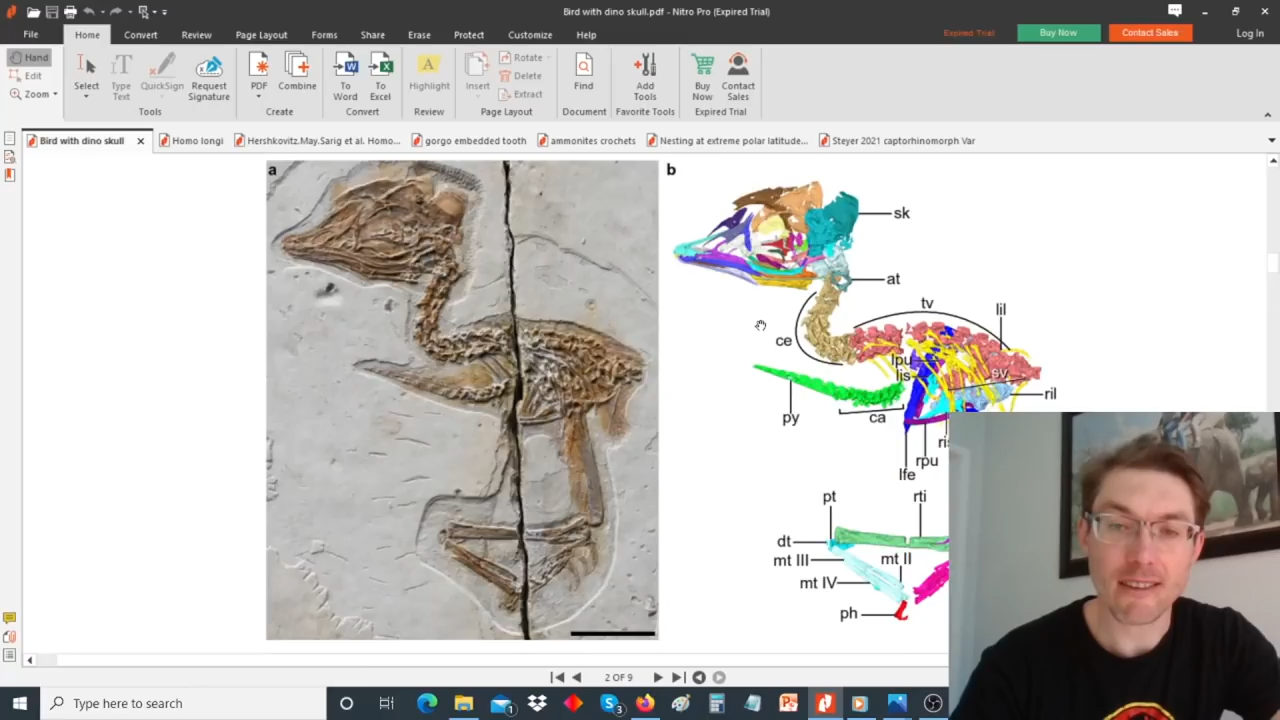 Bird with dino skull.pdf - Nitro Pro (Expired Trial)
File Home Convert Review Page Layout Forms Share Erase Protect Customize Help Expired Trial Buy Now Contact Sales Log In
Hand
Edit
Zoom
Select
Type Text
QuickSign
Request Signature
PDF
Combine
To Word
To Excel
Highlight
Insert
Rotate
Delete
Extract
Find
Add Tools
Buy Now
Contact Sales
Tools Create Convert Review Page Layout Document Favorite Tools Expired Trial
Bird with dino skull Homo longi Hershkovitz.May.Sarig et al. Homo... gorgo embedded tooth ammonites crochets Nesting at extreme polar latitude... Steyer 2021 captorhinomorph Var
a
b
sk
at
tv
lil
ce
lpu
lis
sv
ril
py
ca
ris
rpu
lfe
pt
rti
dt
mt III
mt II
mt IV
ph
2 OF 9
Type here to search
1
3